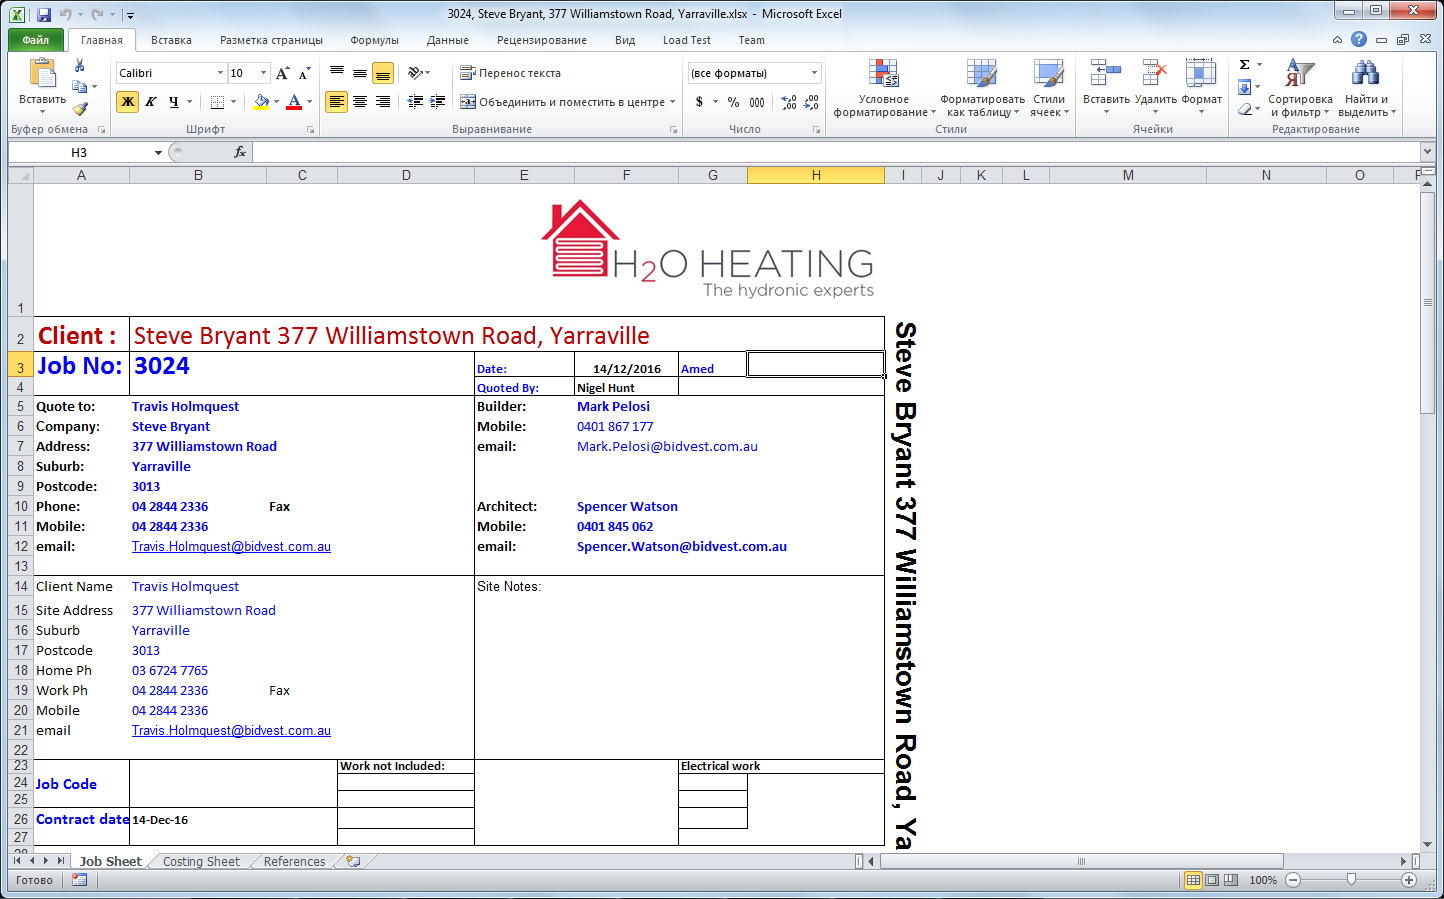 3024, Steve Bryant, 377 Williamstown Road, Yarraville.xlsx - Microsoft Excel
Файл Главная Вставка Разметка страницы Формулы Данные Рецензирование Вид Load Test Team
Вставить
Буфер обмена
Calibri 10
Ж К Ч А
Шрифт
Перенос текста
Объединить и поместить в центре
Выравнивание
(все форматы)
$ % 000
Число
Условное форматирование
Форматировать как таблицу
Стили ячеек
Стили
Вставить Удалить Формат
Ячейки
Сортировка и фильтр
Найти и выделить
Редактирование
H3 fx
A B C D E F G H I J K L M N O
H2O HEATING
The hydronic experts
1
2 Client : Steve Bryant 377 Williamstown Road, Yarraville
3 Job No: 3024 Date: 14/12/2016 Amed
4 Quoted By: Nigel Hunt
5 Quote to: Travis Holmquest Builder: Mark Pelosi
6 Company: Steve Bryant Mobile: 0401 867 177
7 Address: 377 Williamstown Road email: Mark.Pelosi@bidvest.com.au
8 Suburb: Yarraville
9 Postcode: 3013
10 Phone: 04 2844 2336 Fax Architect: Spencer Watson
11 Mobile: 04 2844 2336 Mobile: 0401 845 062
12 email: Travis.Holmquest@bidvest.com.au email: Spencer.Watson@bidvest.com.au
13
14 Client Name Travis Holmquest Site Notes:
15 Site Address 377 Williamstown Road
16 Suburb Yarraville
17 Postcode 3013
18 Home Ph 03 6724 7765
19 Work Ph 04 2844 2336 Fax
20 Mobile 04 2844 2336
21 email Travis.Holmquest@bidvest.com.au
22
23 Work not Included: Electrical work
24 Job Code
25
26 Contract date 14-Dec-16
27
Steve Bryant 377 Williamstown Road, Ya
Job Sheet Costing Sheet References
Готово 100%